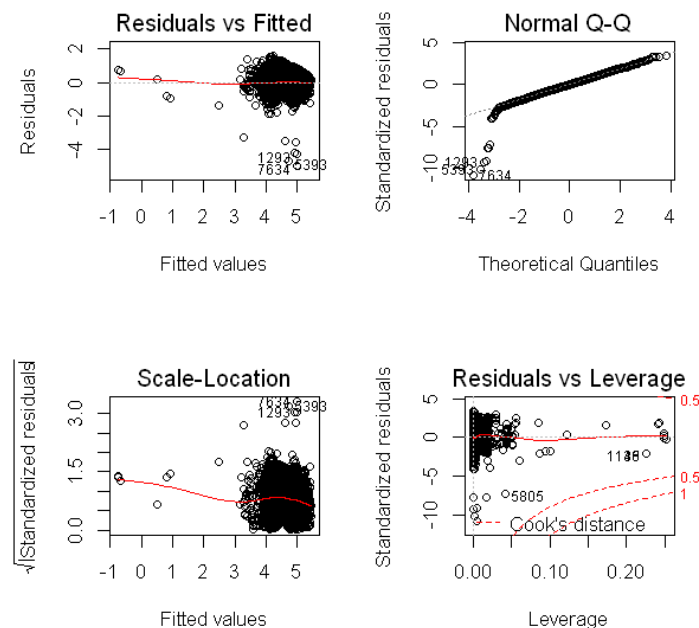 Residuals vs Fitted
Residuals
2
0
-2
-4
1293
5393
7634
-1 0 1 2 3 4 5
Fitted values
Normal Q-Q
Standardized residuals
5
0
-5
-10
1293
5393
7634
-4 -2 0 2 4
Theoretical Quantiles
Scale-Location
√|Standardized residuals|
3.0
1.5
0.0
7634
1293
5393
-1 0 1 2 3 4 5
Fitted values
Residuals vs Leverage
Standardized residuals
5
0
-5
-10
0.5
0.5
1
5805
Cook's distance
0.00 0.10 0.20
Leverage